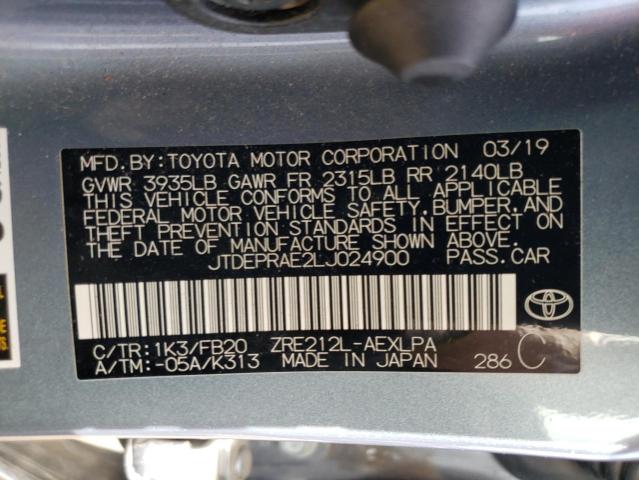 MFD. BY: TOYOTA MOTOR CORPORATION 03/19
GVWR 3935LB GAWR FR 2315LB RR 2140LB
THIS VEHICLE CONFORMS TO ALL APPLICABLE
FEDERAL MOTOR VEHICLE SAFETY, BUMPER, AND
THEFT PREVENTION STANDARDS IN EFFECT ON
THE DATE OF MANUFACTURE SHOWN ABOVE.
JTDEPRAE2LJ024900 PASS. CAR
C/TR: 1K3/FB20 ZRE212L-AEXLPA
A/TM: -05A/K313 MADE IN JAPAN 286 C